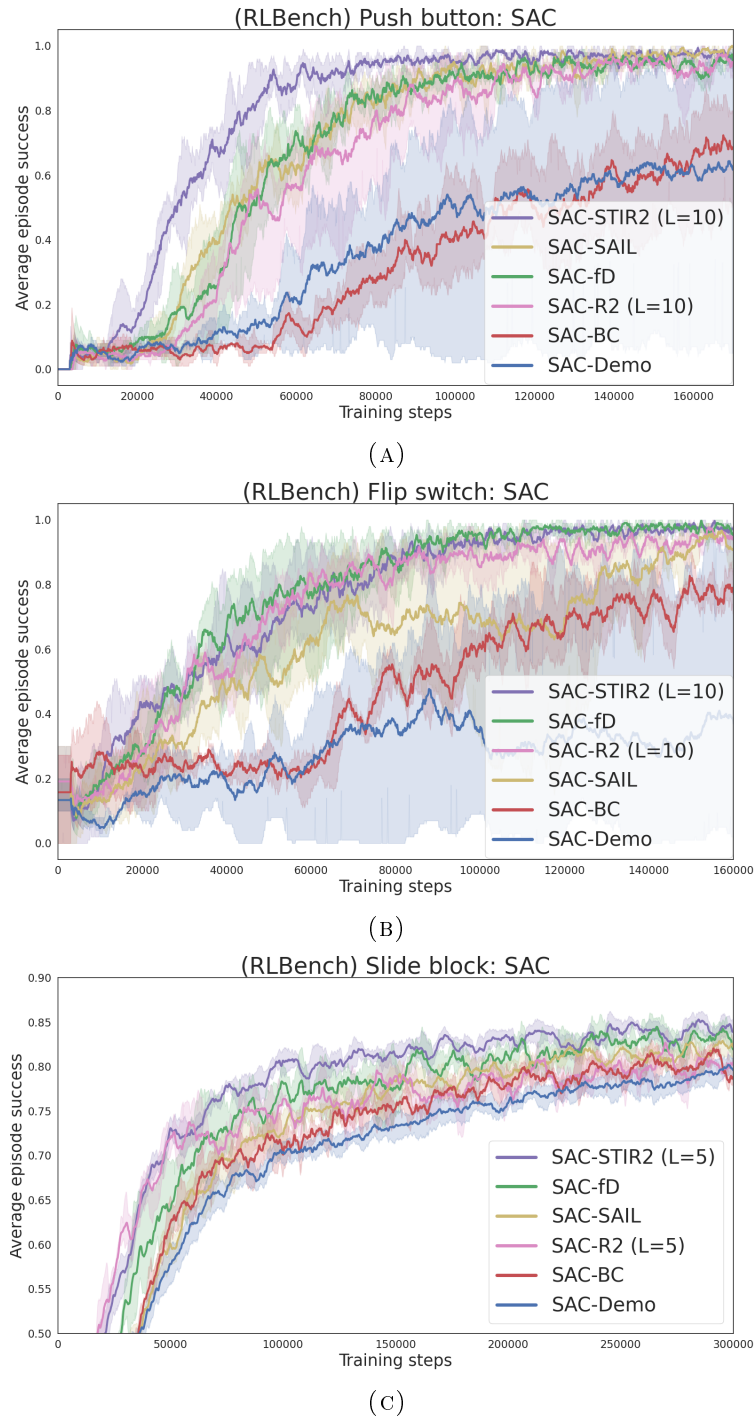 (RLBench) Push button: SAC
Average episode success
1.0
0.8
0.6
0.4
0.2
0.0
SAC-STIR2 (L=10)
SAC-SAIL
SAC-fD
SAC-R2 (L=10)
SAC-BC
SAC-Demo
0 20000 40000 60000 80000 100000 120000 140000 160000
Training steps
(A)
(RLBench) Flip switch: SAC
Average episode success
1.0
0.8
0.6
0.4
0.2
0.0
SAC-STIR2 (L=10)
SAC-fD
SAC-R2 (L=10)
SAC-SAIL
SAC-BC
SAC-Demo
0 20000 40000 60000 80000 100000 120000 140000 160000
Training steps
(B)
(RLBench) Slide block: SAC
Average episode success
0.90
0.85
0.80
0.75
0.70
0.65
0.60
0.55
0.50
SAC-STIR2 (L=5)
SAC-fD
SAC-SAIL
SAC-R2 (L=5)
SAC-BC
SAC-Demo
0 50000 100000 150000 200000 250000 300000
Training steps
(C)